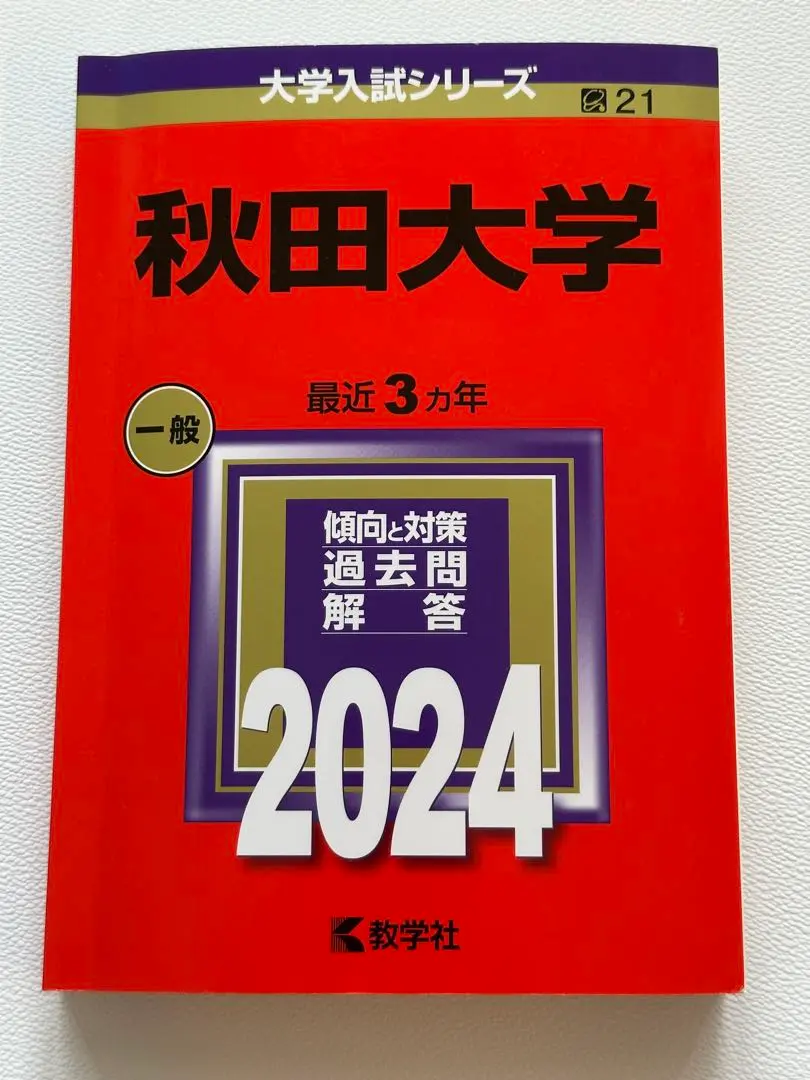 大学入試シリーズ
21
秋田大学
最近3ヵ年
一般
傾向と対策
過去問
解答
2024
教学社